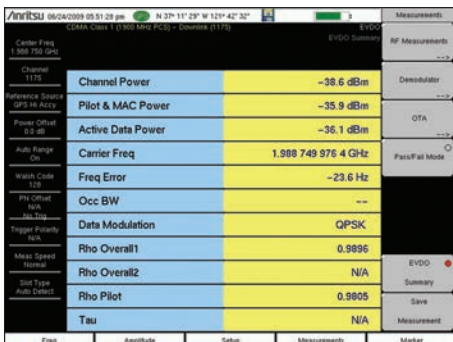 Anritsu 06/24/2009 05:51:28 pm N 37° 11' 29" W 121° 42' 32"
CDMA Class 1 (1900 MHz PCS) - Downlink (1175)
EVDO
EVDO Summary
Center Freq
1.988 750 GHz
Channel
1175
Reference Source
GPS Hi Accy
Power Offset
0.0 dB
Auto Range
On
Walsh Code
128
PN Offset
N/A
No Trig
Trigger Polarity
N/A
Meas Speed
Normal
Slot Type
Auto Detect
Channel Power -38.6 dBm
Pilot & MAC Power -35.9 dBm
Active Data Power -36.1 dBm
Carrier Freq 1.988 749 976 4 GHz
Freq Error -23.6 Hz
Occ BW --
Data Modulation QPSK
Rho Overall1 0.9896
Rho Overall2 N/A
Rho Pilot 0.9805
Tau N/A
Measurements
RF Measurements
-->
Demodulator
-->
OTA
-->
Pass/Fail Mode
EVDO
Summary
Save
Measurement
Freq Amplitude Setup Measurements Marker